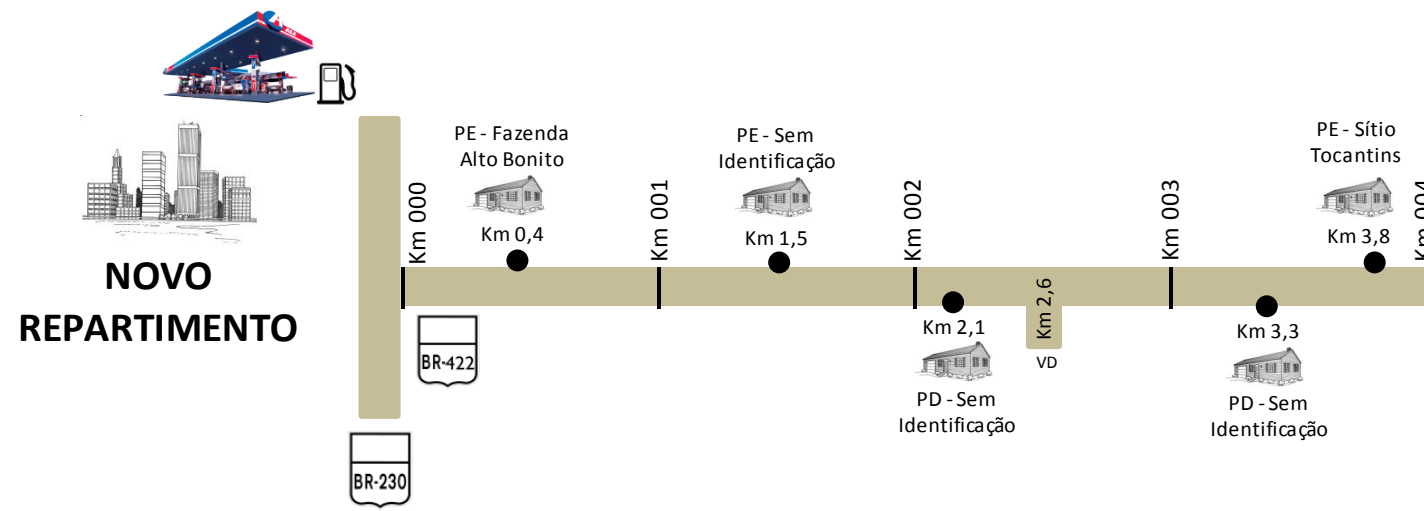 NOVO
REPARTIMENTO
BR-230
BR-422
Km 000
PE - Fazenda
Alto Bonito
Km 0,4
Km 001
PE - Sem
Identificação
Km 1,5
Km 002
Km 2,1
PD - Sem
Identificação
Km 2,6
VD
Km 003
Km 3,3
PD - Sem
Identificação
PE - Sítio
Tocantins
Km 3,8
Km 004